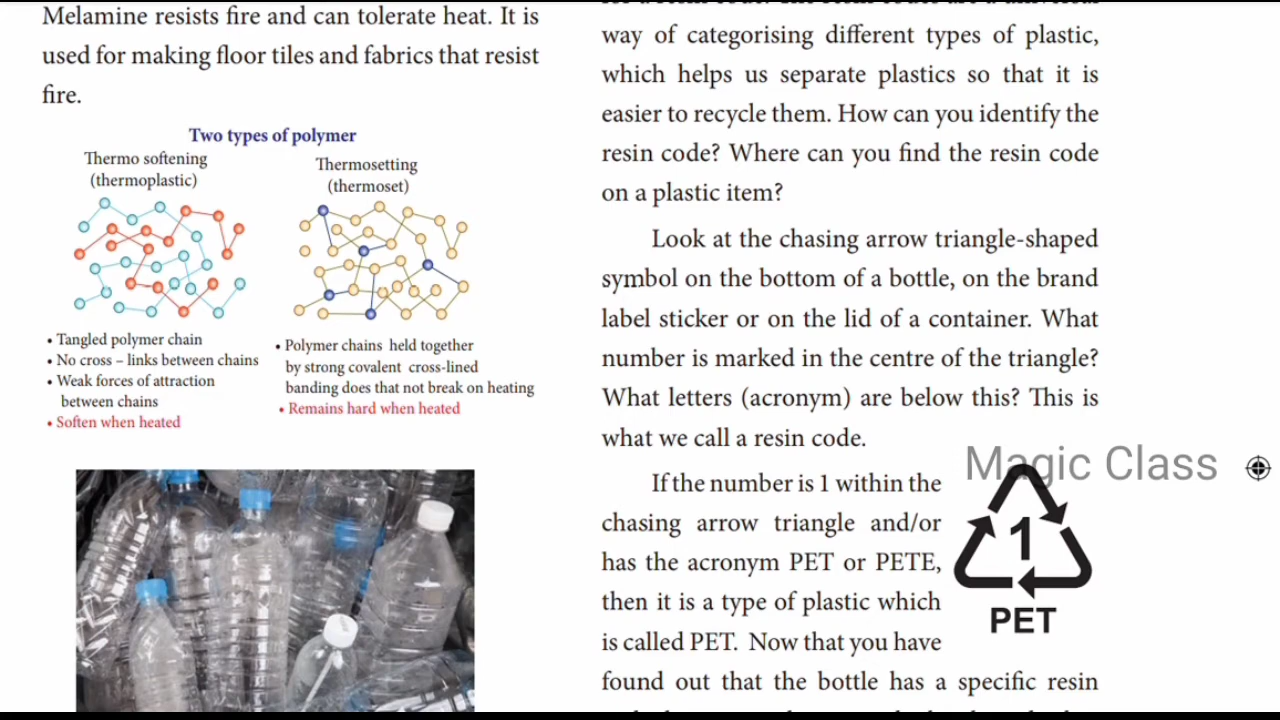 Melamine resists fire and can tolerate heat. It is
used for making floor tiles and fabrics that resist
fire.
Two types of polymer
Thermo softening
(thermoplastic)
• Tangled polymer chain
• No cross – links between chains
• Weak forces of attraction
between chains
• Soften when heated
Thermosetting
(thermoset)
• Polymer chains held together
by strong covalent cross-lined
banding does that not break on heating
• Remains hard when heated
way of categorising different types of plastic,
which helps us separate plastics so that it is
easier to recycle them. How can you identify the
resin code? Where can you find the resin code
on a plastic item?
Look at the chasing arrow triangle-shaped
symbol on the bottom of a bottle, on the brand
label sticker or on the lid of a container. What
number is marked in the centre of the triangle?
What letters (acronym) are below this? This is
what we call a resin code.
Magic Class
If the number is 1 within the
chasing arrow triangle and/or
has the acronym PET or PETE,
then it is a type of plastic which
is called PET. Now that you have
found out that the bottle has a specific resin
1
PET